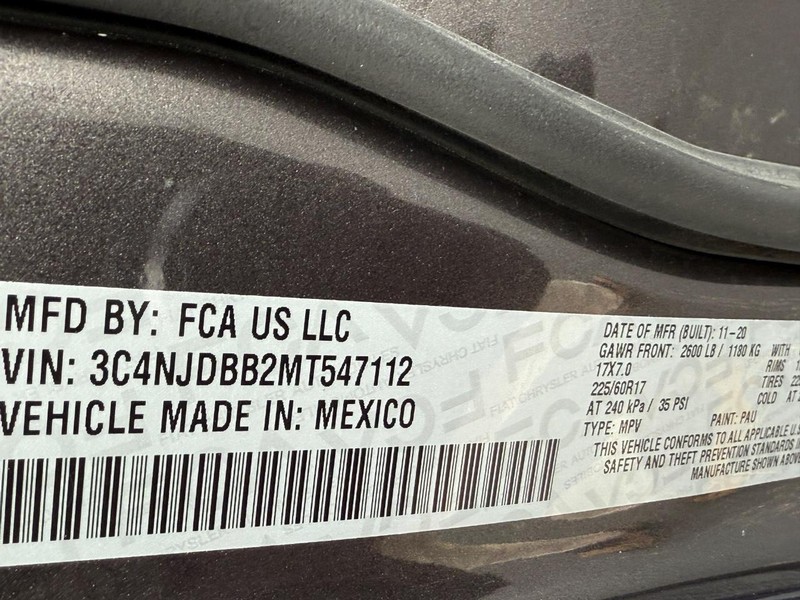 MFD BY: FCA US LLC
VIN: 3C4NJDBB2MT547112
VEHICLE MADE IN: MEXICO
DATE OF MFR (BUILT): 11-20
GAWR FRONT: 2600 LB / 1180 KG WITH
17X7.0 RIMS
225/60R17 TIRES
AT 240 kPa / 35 PSI COLD AT
TYPE: MPV PAINT: PAU
THIS VEHICLE CONFORMS TO ALL APPLICABLE U.S
SAFETY AND THEFT PREVENTION STANDARDS
MANUFACTURE SHOWN ABOVE